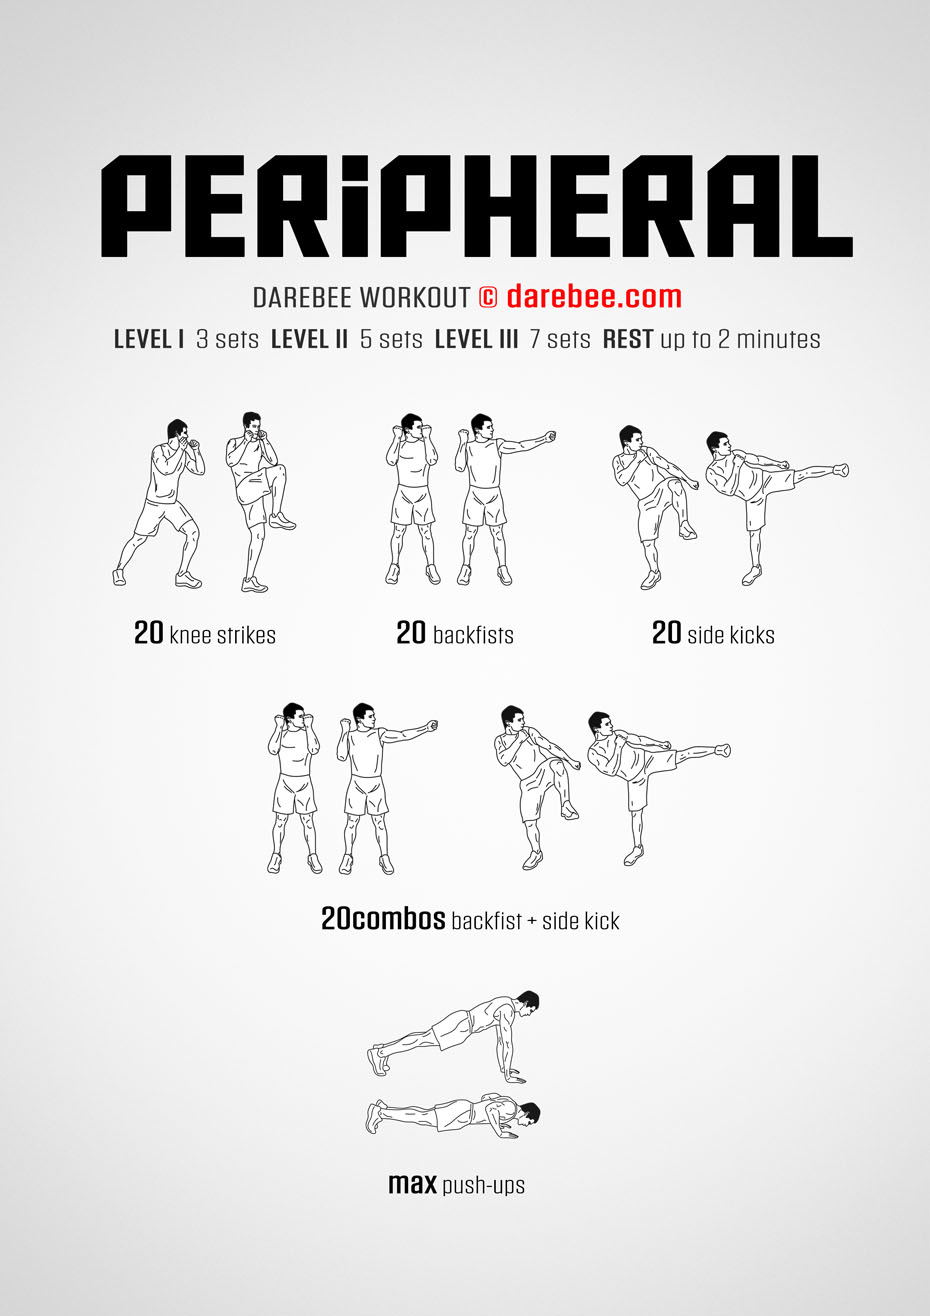 PERiPHERAL
DAREBEE WORKOUT © darebee.com
LEVEL I 3 sets LEVEL II 5 sets LEVEL III 7 sets REST up to 2 minutes
20 knee strikes
20 backfists
20 side kicks
20combos backfist + side kick
max push-ups